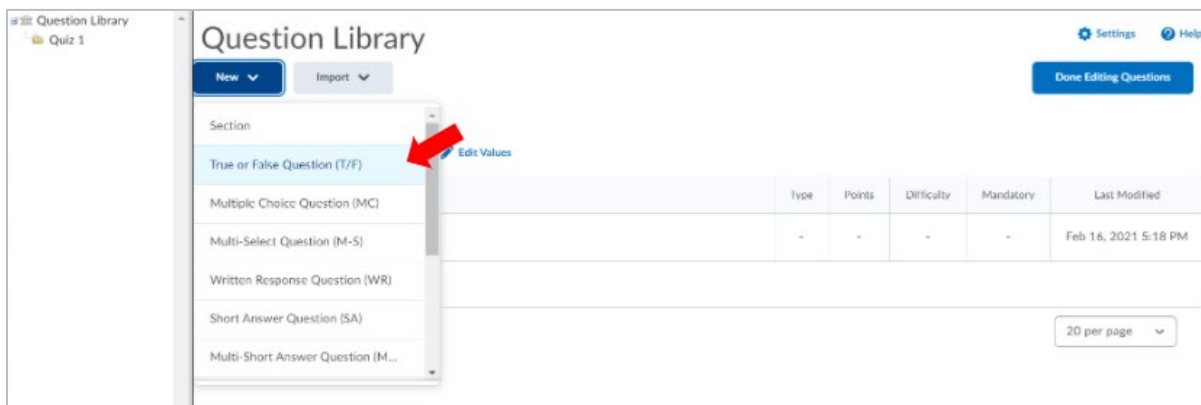 Question Library
Quiz 1
Question Library
Settings Help
New Import Done Editing Questions
Section
True or False Question (T/F)
Edit Values
Multiple Choice Question (MC)
Type Points Difficulty Mandatory Last Modified
Multi-Select Question (M-S)
- - - - Feb 16, 2021 5:18 PM
Written Response Question (WR)
Short Answer Question (SA)
20 per page
Multi-Short Answer Question (M...